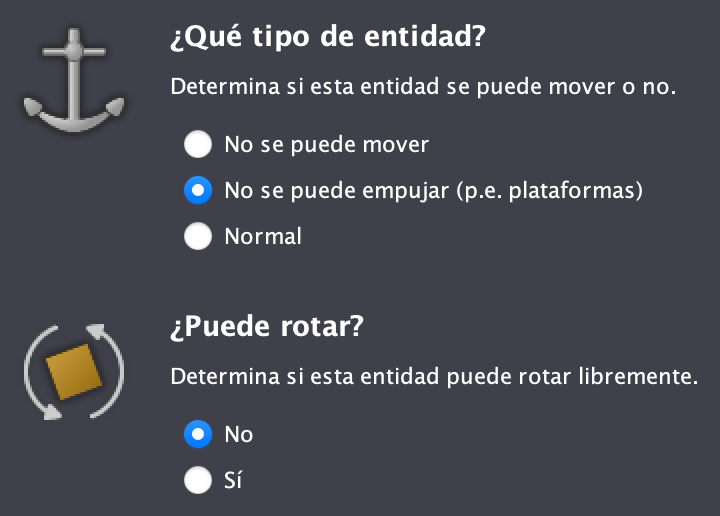 ¿Qué tipo de entidad?
Determina si esta entidad se puede mover o no.
No se puede mover
No se puede empujar (p.e. plataformas)
Normal
¿Puede rotar?
Determina si esta entidad puede rotar libremente.
No
Sí